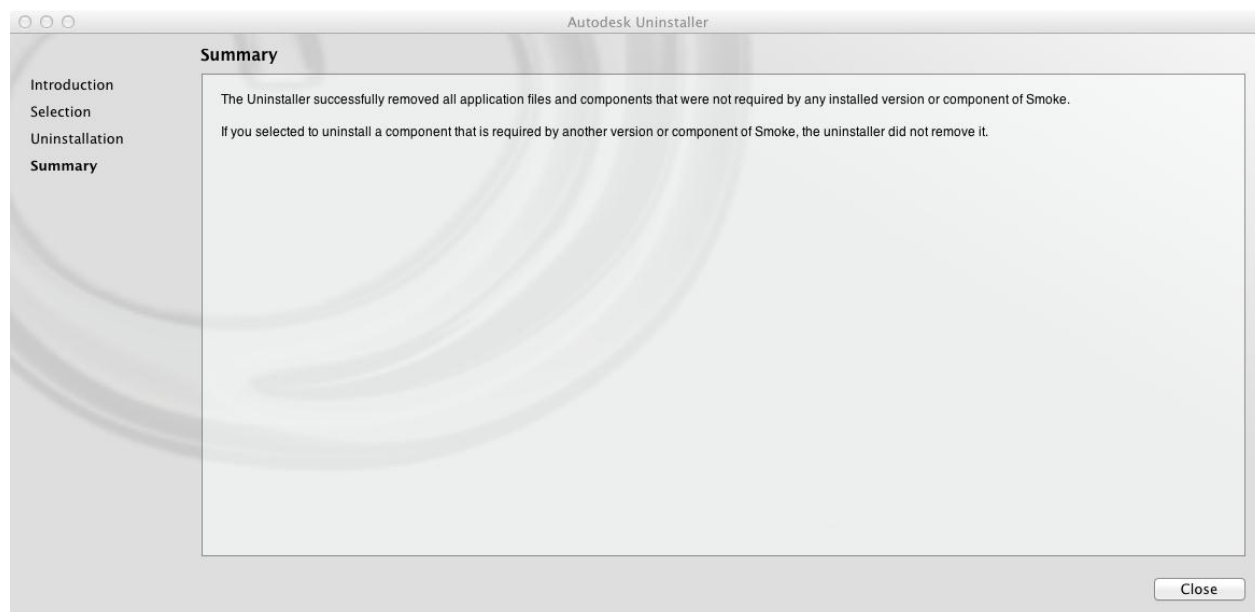 Autodesk Uninstaller
Summary
Introduction
Selection
Uninstallation
Summary
The Uninstaller successfully removed all application files and components that were not required by any installed version or component of Smoke.
If you selected to uninstall a component that is required by another version or component of Smoke, the uninstaller did not remove it.
Close